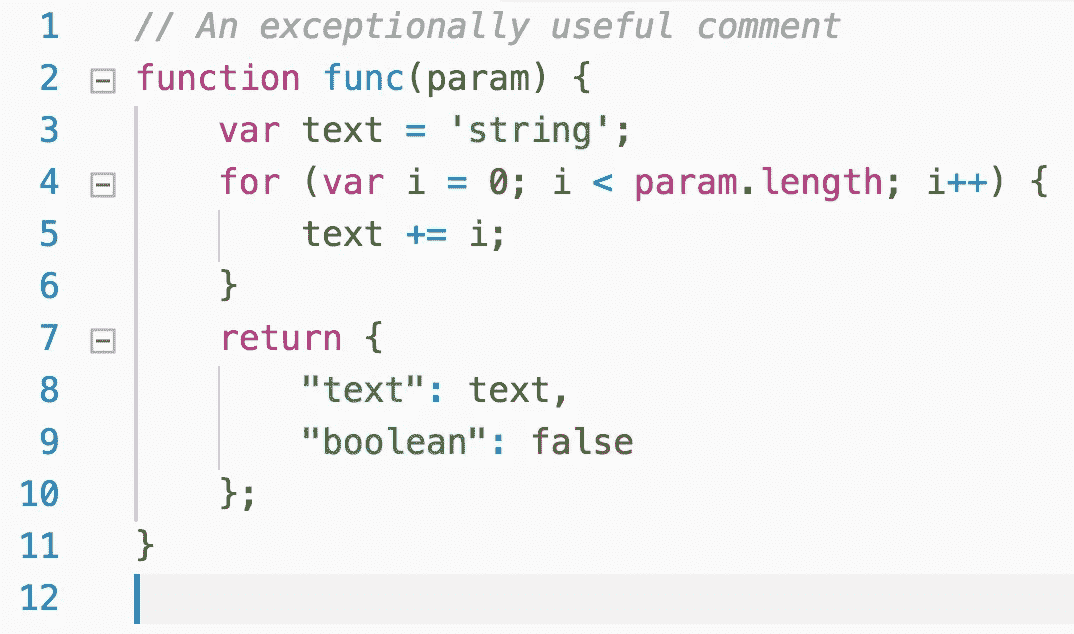 1 // An exceptionally useful comment
2 function func(param) {
3     var text = 'string';
4     for (var i = 0; i < param.length; i++) {
5         text += i;
6     }
7     return {
8         "text": text,
9         "boolean": false
10     };
11 }
12